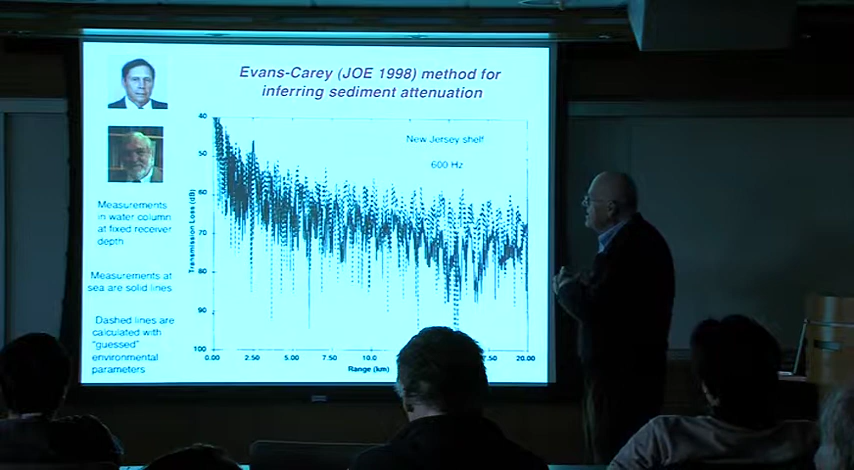 Evans-Carey (JOE 1998) method for
inferring sediment attenuation
Measurements
in water column
at fixed receiver
depth
Measurements at
sea are solid lines
Dashed lines are
calculated with
"guessed"
environmental
parameters
New Jersey shelf
600 Hz
Transmission Loss (dB)
40
50
60
70
80
90
100
0.00
2.50
5.00
7.50
10.0
17.50
20.00
Range (km)